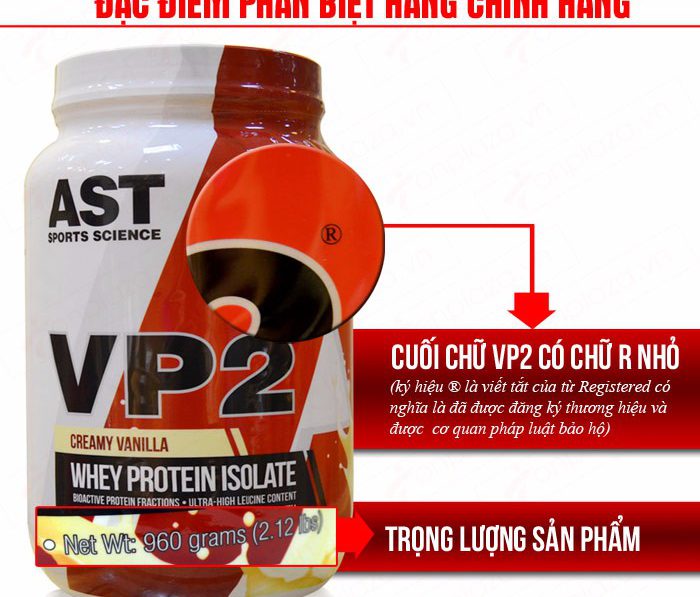 ĐẶC ĐIỂM PHÂN BIỆT HÀNG CHÍNH HÃNG
AST
SPORTS SCIENCE
®
VP2
CREAMY VANILLA
WHEY PROTEIN ISOLATE
BIOACTIVE PROTEIN FRACTIONS • ULTRA-HIGH LEUCINE CONTENT
Net Wt: 960 grams (2.12 lbs)
CUỐI CHỮ VP2 CÓ CHỮ R NHỎ
(ký hiệu ® là viết tắt của từ Registered có
nghĩa là đã được đăng ký thương hiệu và
được cơ quan pháp luật bảo hộ)
TRỌNG LƯỢNG SẢN PHẨM